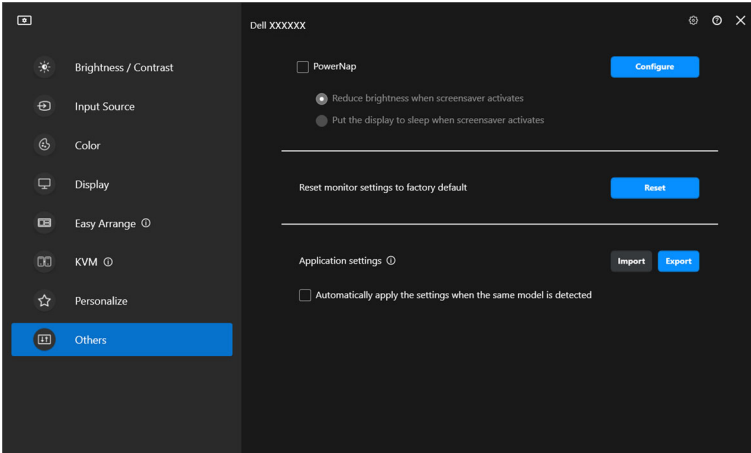 Dell XXXXXX
Brightness / Contrast
Input Source
Color
Display
Easy Arrange
KVM
Personalize
Others
PowerNap
Configure
Reduce brightness when screensaver activates
Put the display to sleep when screensaver activates
Reset monitor settings to factory default
Reset
Application settings
Import
Export
Automatically apply the settings when the same model is detected